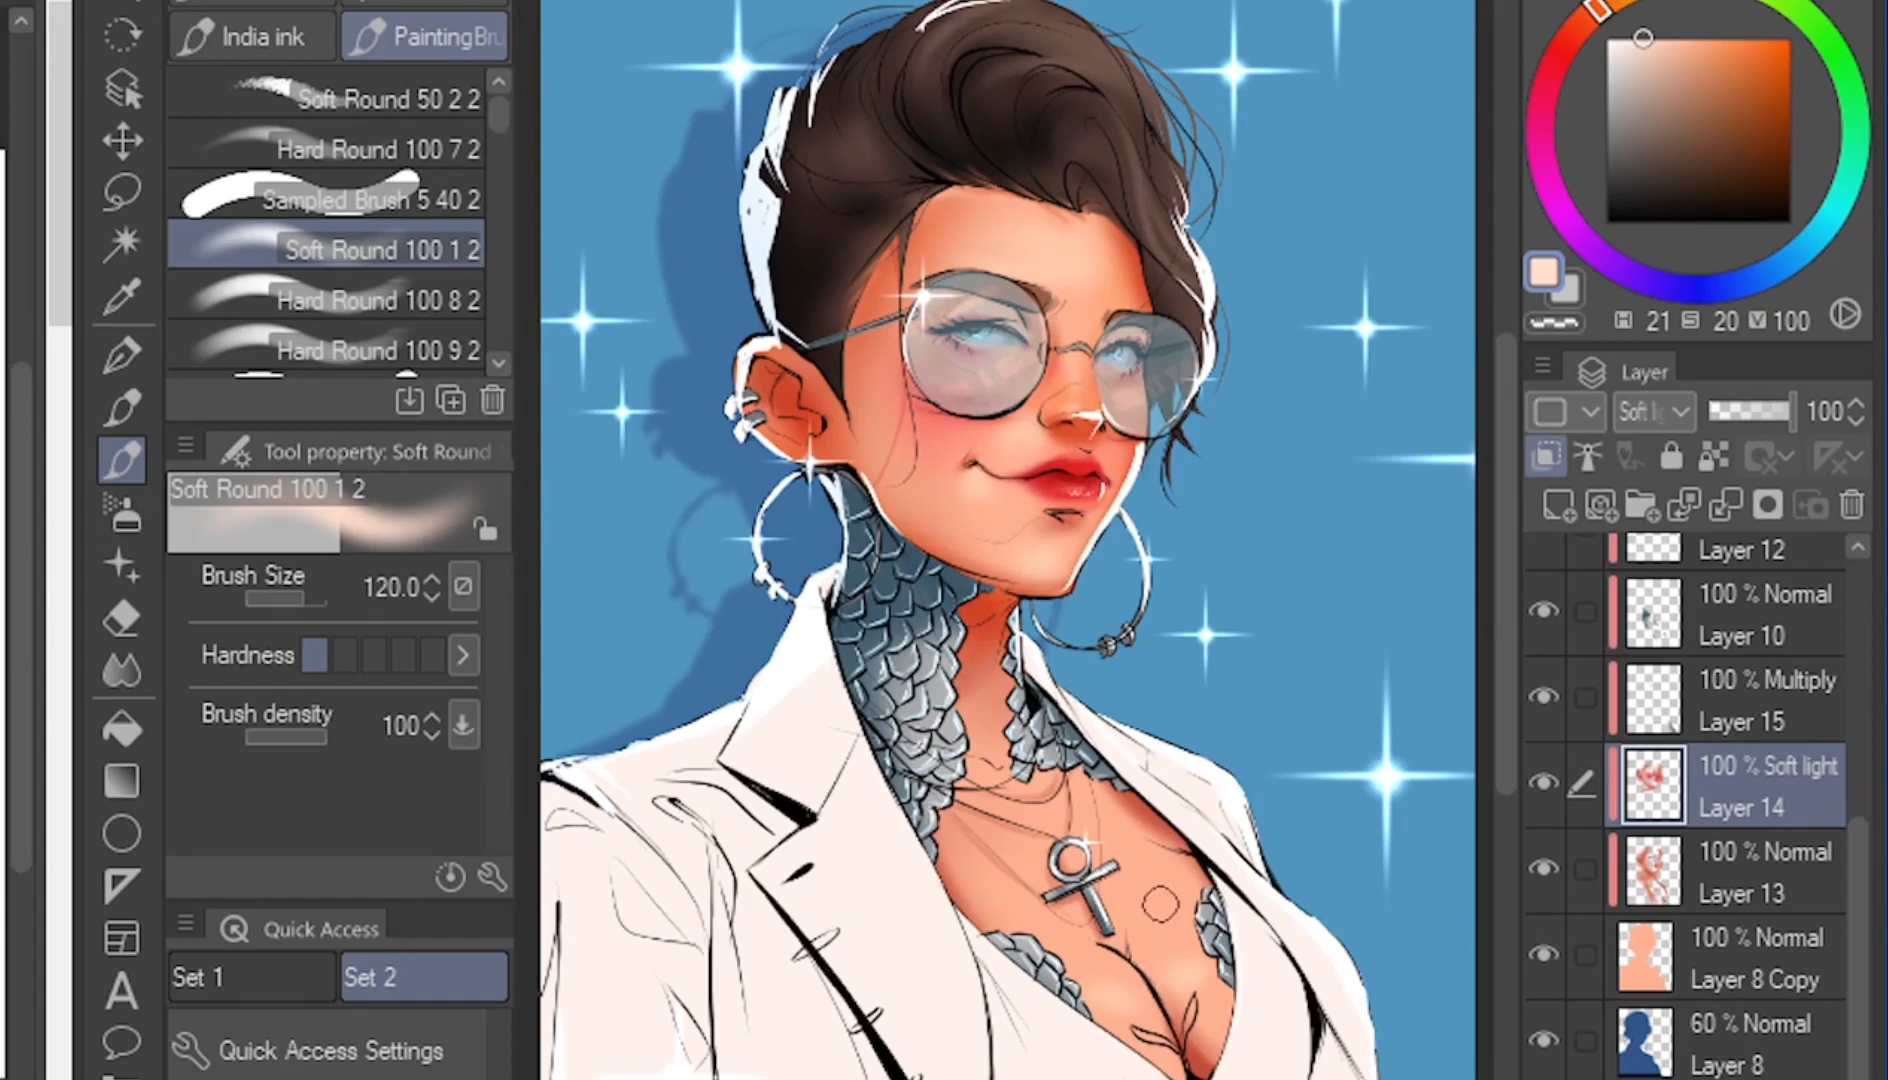 India ink
PaintingBru
Soft Round 50 2 2
Hard Round 100 7 2
Sampled Brush 5 40 2
Soft Round 100 1 2
Hard Round 100 8 2
Hard Round 100 9 2
Tool property: Soft Round
Soft Round 100 1 2
Brush Size 120.0
Hardness
Brush density 100
Quick Access
Set 1
Set 2
Quick Access Settings
H 21 S 20 V 100
Layer
Soft li 100
Layer 12
100 % Normal
Layer 10
100 % Multiply
Layer 15
100 % Soft light
Layer 14
100 % Normal
Layer 13
100 % Normal
Layer 8 Copy
60 % Normal
Layer 8